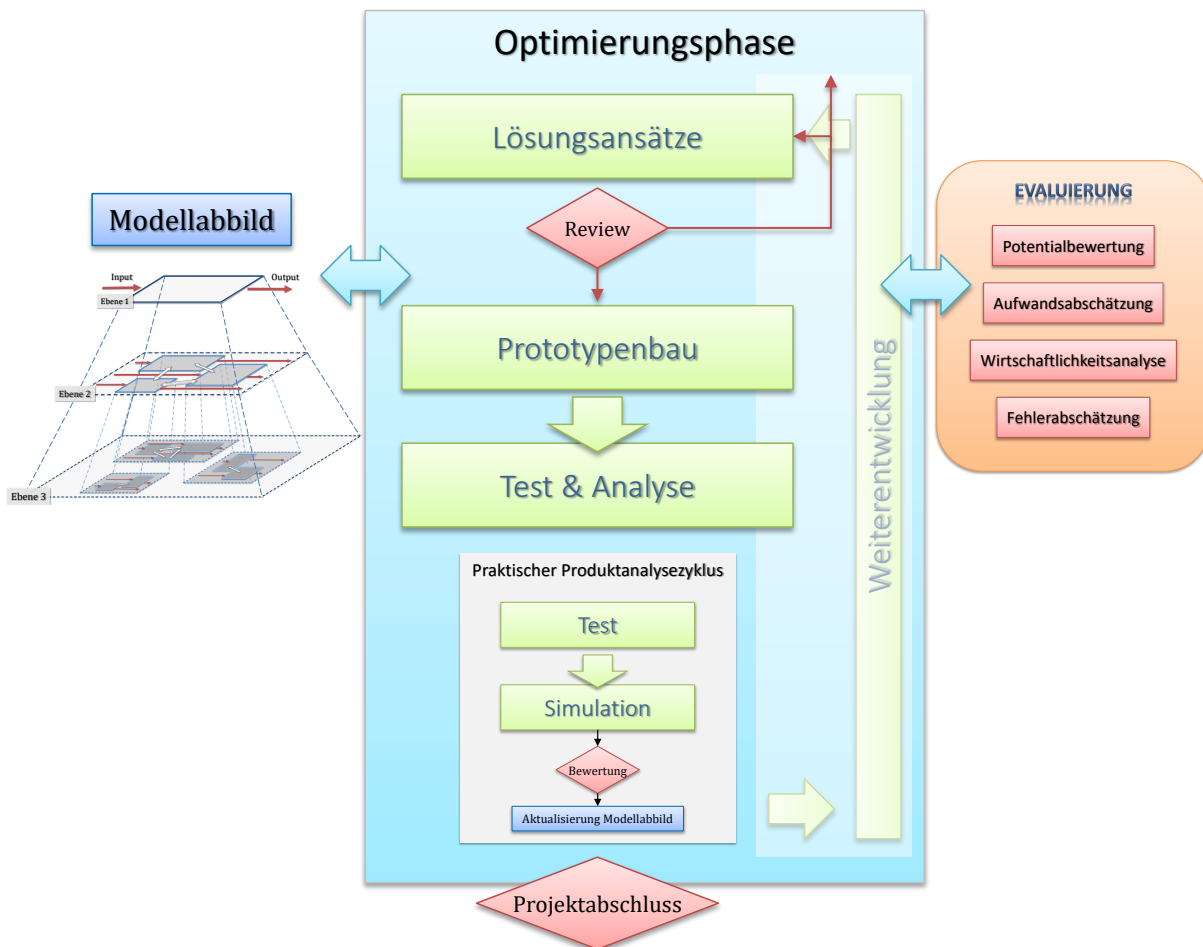 Optimierungsphase
Lösungsansätze
Review
Prototypenbau
Test & Analyse
Praktischer Produktanalysezyklus
Test
Simulation
Bewertung
Aktualisierung Modellabbild
Projektabschluss
Weiterentwicklung
Modellabbild
Input
Output
Ebene 1
Ebene 2
Ebene 3
EVALUIERUNG
Potentialbewertung
Aufwandsabschätzung
Wirtschaftlichkeitsanalyse
Fehlerabschätzung